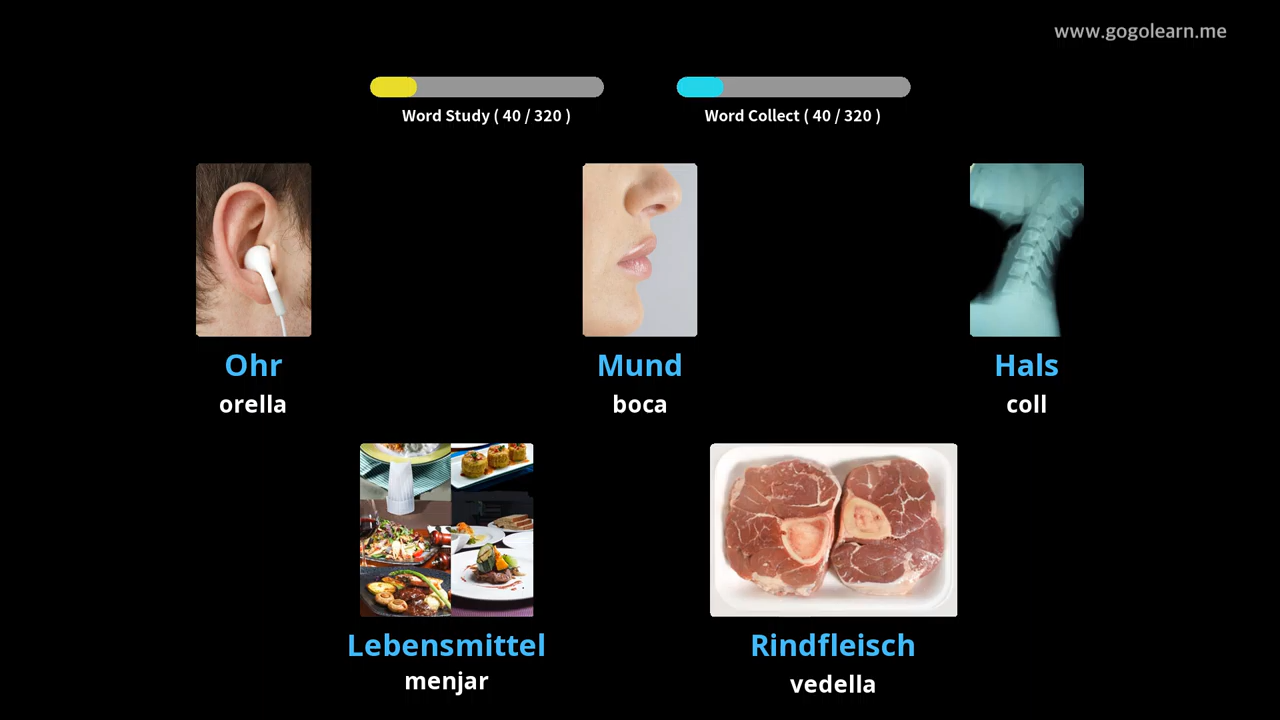 www.gogolearn.me
Word Study ( 40 / 320 )
Word Collect ( 40 / 320 )
Ohr
orella
Mund
boca
Hals
coll
Lebensmittel
menjar
Rindfleisch
vedella